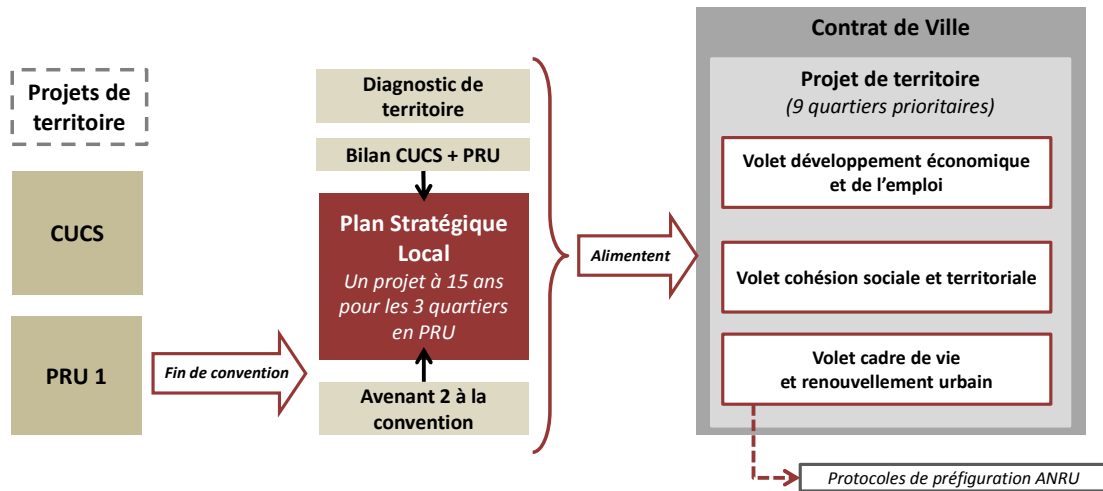 Projets de
territoire
CUCS
PRU 1
Fin de convention
Diagnostic de
territoire
Bilan CUCS + PRU
Plan Stratégique
Local
Un projet à 15 ans
pour les 3 quartiers
en PRU
Avenant 2 à la
convention
Alimentent
Contrat de Ville
Projet de territoire
(9 quartiers prioritaires)
Volet développement économique
et de l’emploi
Volet cohésion sociale et territoriale
Volet cadre de vie
et renouvellement urbain
Protocoles de préfiguration ANRU